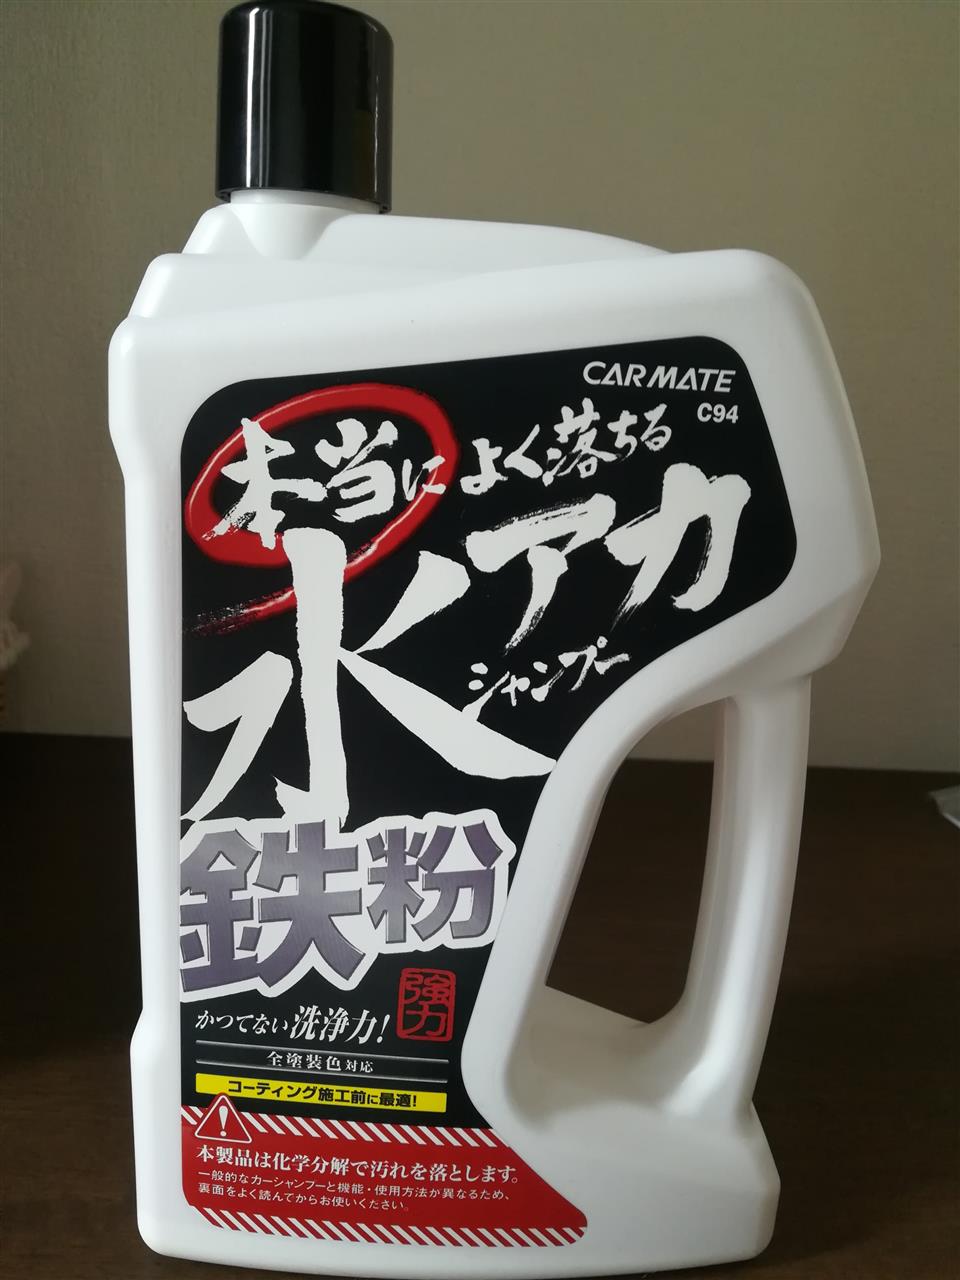 CARMATE
C94
本当によく落ちる
水アカ
シャンプー
鉄粉
強力
かつてない洗浄力!
全塗装色対応
コーティング施工前に最適!
本製品は化学分解で汚れを落とします。
一般的なカーシャンプーと機能・使用方法が異なるため、
裏面をよく読んでからお使いください。